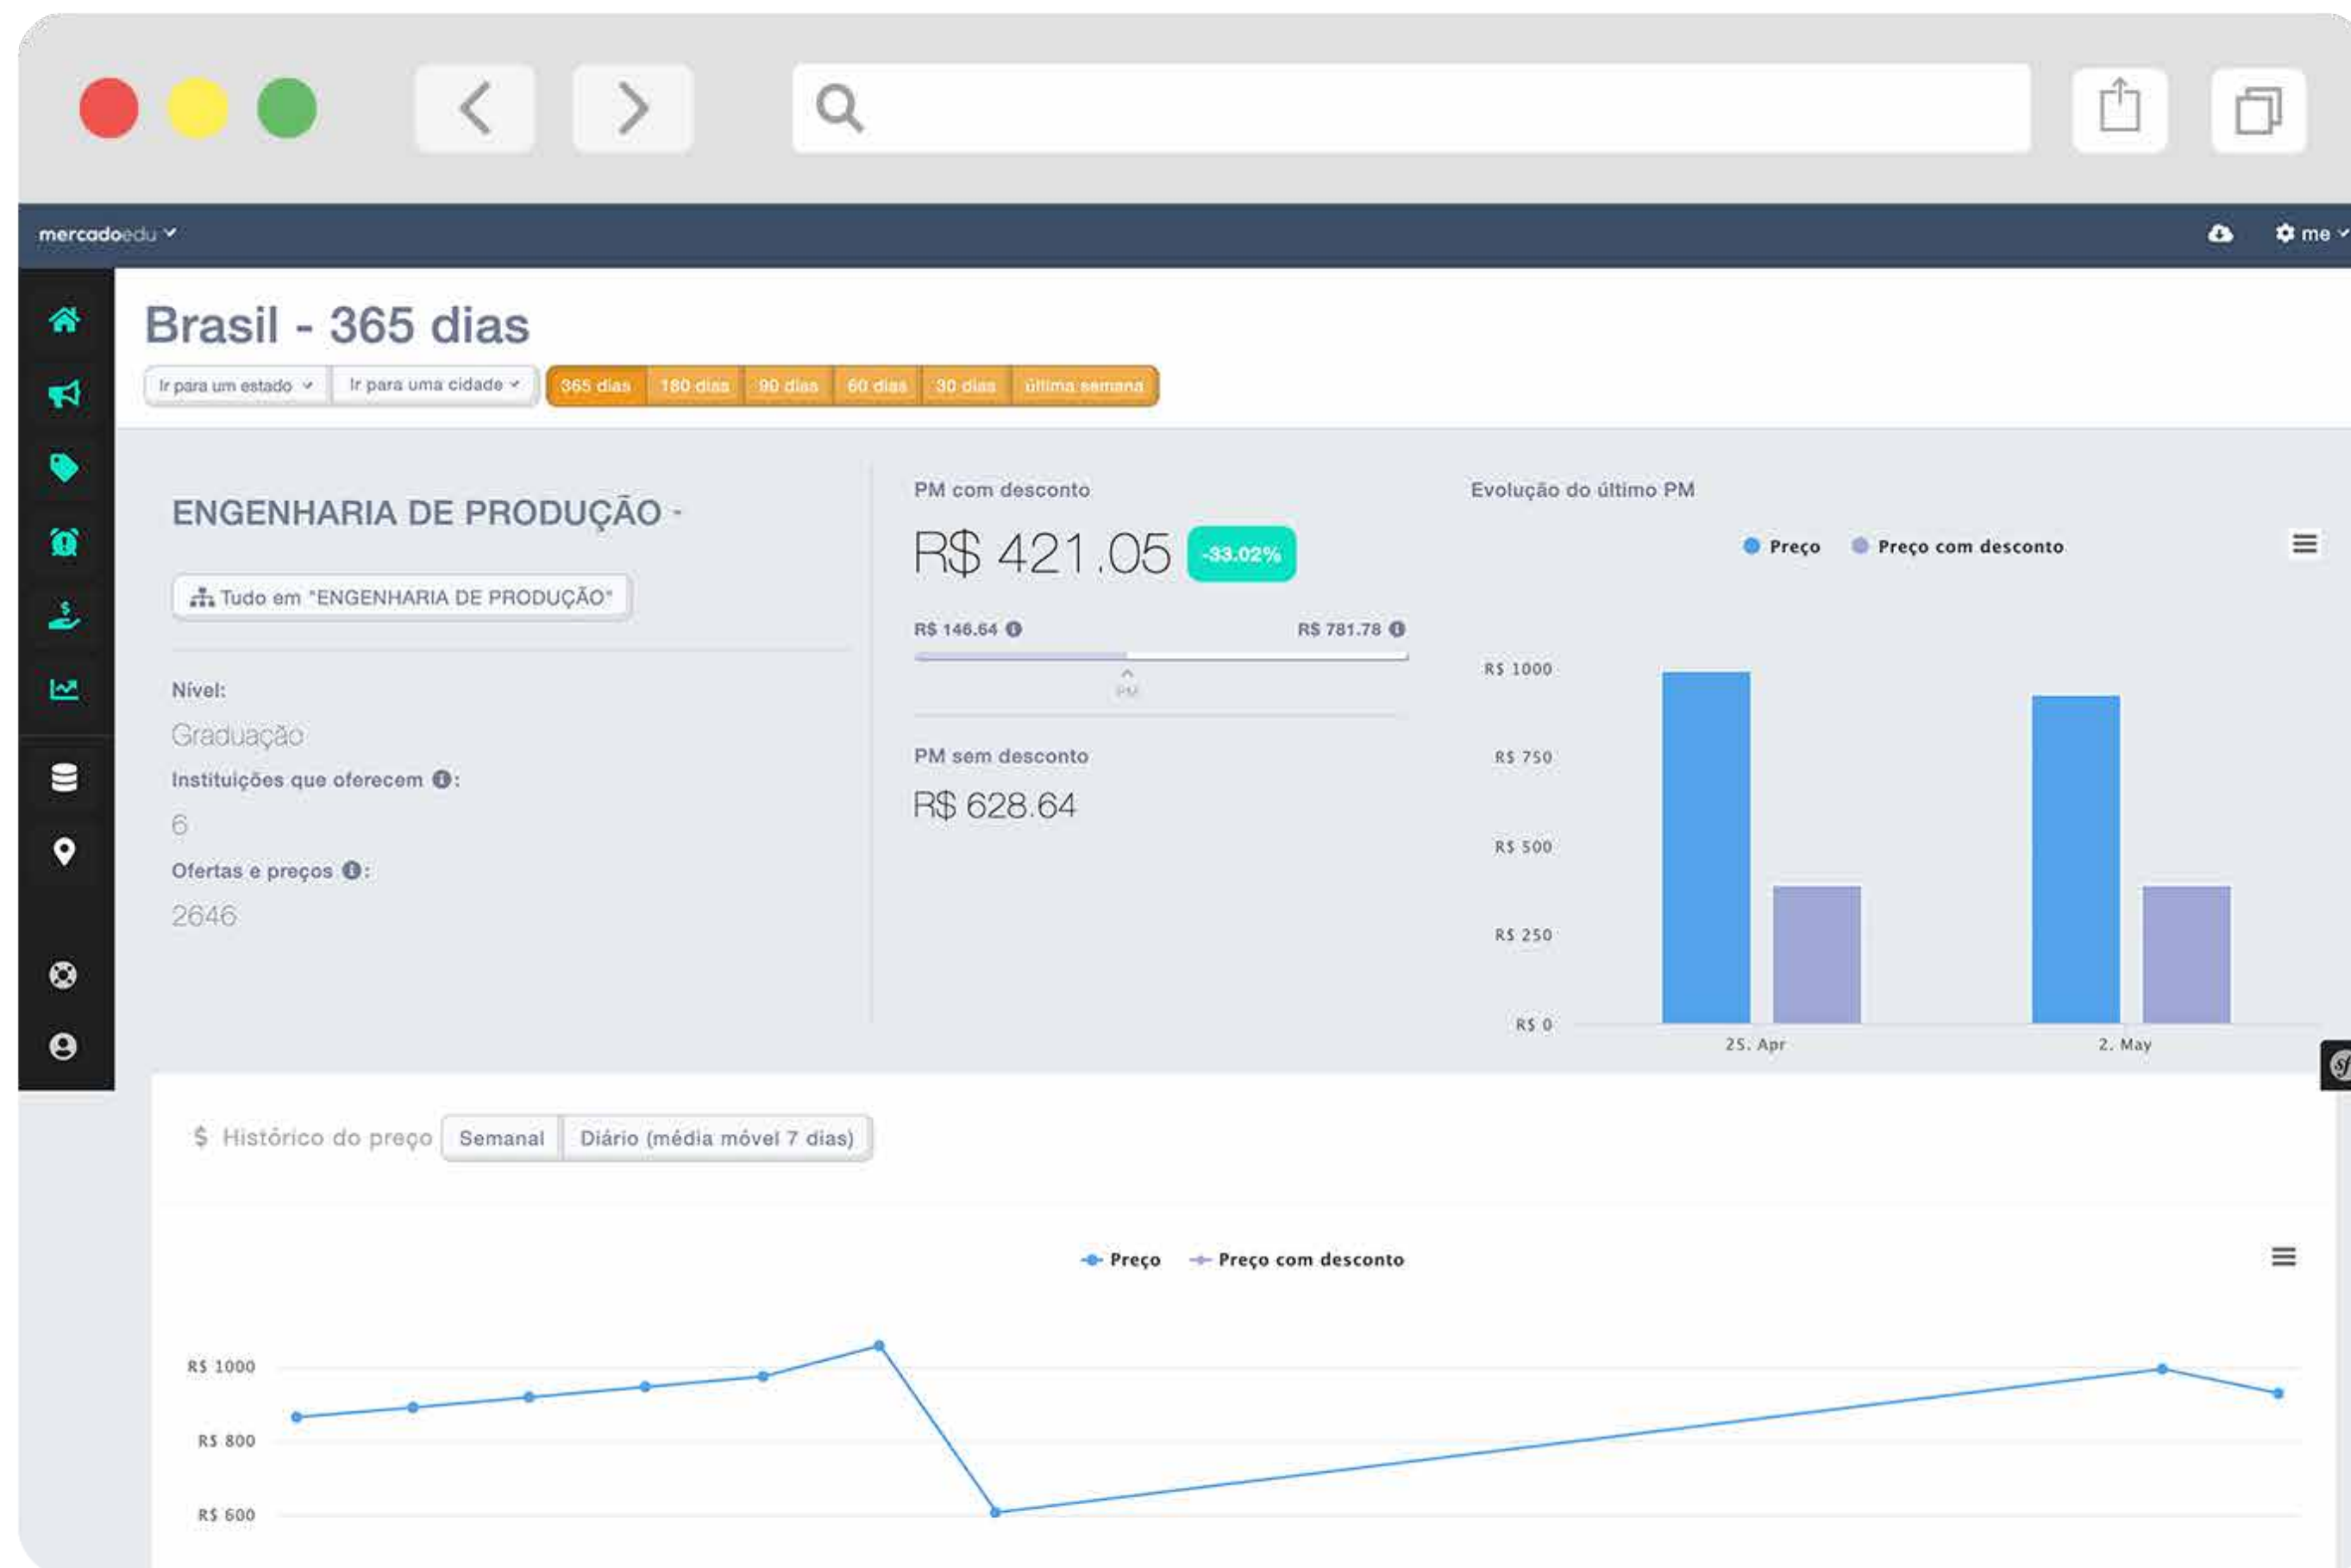 mercadoedu
me
Brasil - 365 dias
Ir para um estado
Ir para uma cidade
365 dias
180 dias
90 dias
60 dias
30 dias
última semana
ENGENHARIA DE PRODUÇÃO -
Tudo em "ENGENHARIA DE PRODUÇÃO"
Nível:
Graduação
Instituições que oferecem :
6
Ofertas e preços :
2646
PM com desconto
R$ 421.05
-33.02%
R$ 146.64
R$ 781.78
PM
PM sem desconto
R$ 628.64
Evolução do último PM
Preço
Preço com desconto
R$ 1000
R$ 750
R$ 500
R$ 250
R$ 0
25. Apr
2. May
sf
$ Histórico do preço
Semanal
Diário (média móvel 7 dias)
Preço
Preço com desconto
R$ 1000
R$ 800
R$ 600